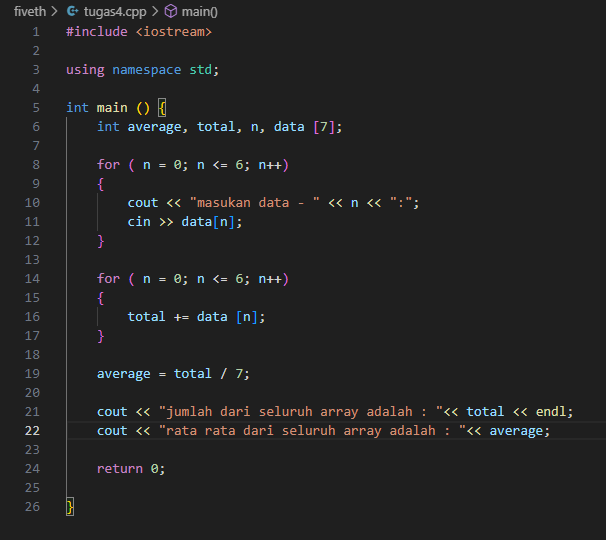 fiveth > tugas4.cpp > main()
1 #include <iostream>
2
3 using namespace std;
4
5 int main () {
6     int average, total, n, data [7];
7
8     for ( n = 0; n <= 6; n++)
9     {
10         cout << "masukan data - " << n << ":";
11         cin >> data[n];
12     }
13
14     for ( n = 0; n <= 6; n++)
15     {
16         total += data [n];
17     }
18
19     average = total / 7;
20
21     cout << "jumlah dari seluruh array adalah : "<< total << endl;
22     cout << "rata rata dari seluruh array adalah : "<< average;
23
24     return 0;
25
26 }